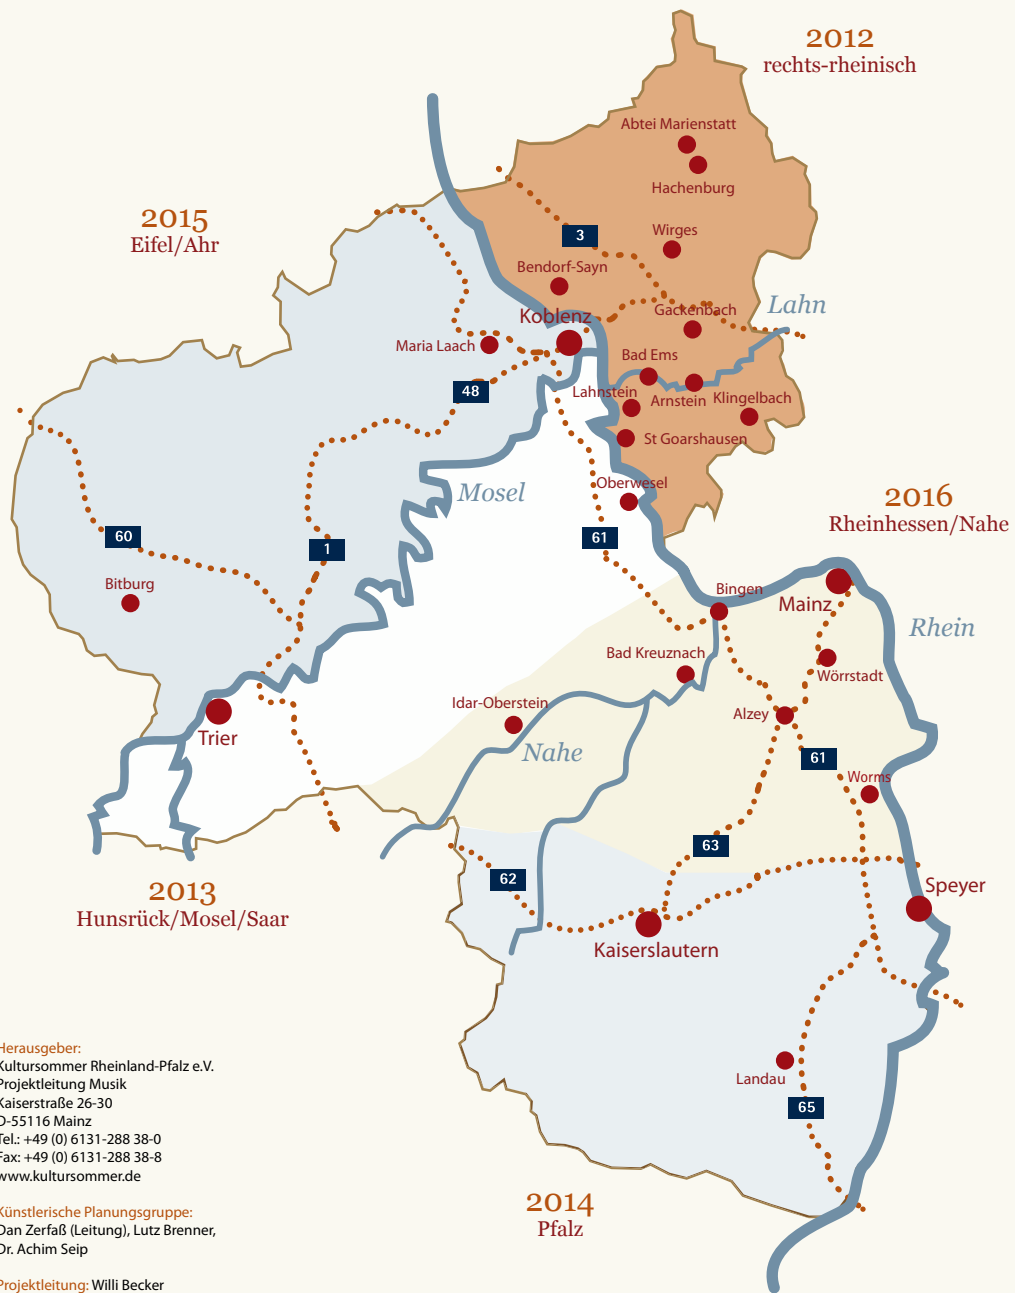 2012
rechts-rheinisch
Abtei Marienstatt
Hachenburg
2015
Eifel/Ahr
3
Wirges
Bendorf-Sayn
Koblenz
Gackenbach
Lahn
Maria Laach
Bad Ems
48
Lahnstein
Arnstein
Klingelbach
St Goarshausen
Mosel
Oberwesel
2016
Rheinhessen/Nahe
60
1
61
Bitburg
Bingen
Mainz
Rhein
Bad Kreuznach
Wörrstadt
Idar-Oberstein
Alzey
Trier
Nahe
61
Worms
63
62
2013
Hunsrück/Mosel/Saar
Speyer
Kaiserslautern
Landau
65
2014
Pfalz
Herausgeber:
Kultursommer Rheinland-Pfalz e.V.
Projektleitung Musik
Kaiserstraße 26-30
D-55116 Mainz
Tel.: +49 (0) 6131-288 38-0
Fax: +49 (0) 6131-288 38-8
www.kultursommer.de
Künstlerische Planungsgruppe:
Dan Zerfaß (Leitung), Lutz Brenner,
Dr. Achim Seip
Projektleitung: Willi Becker